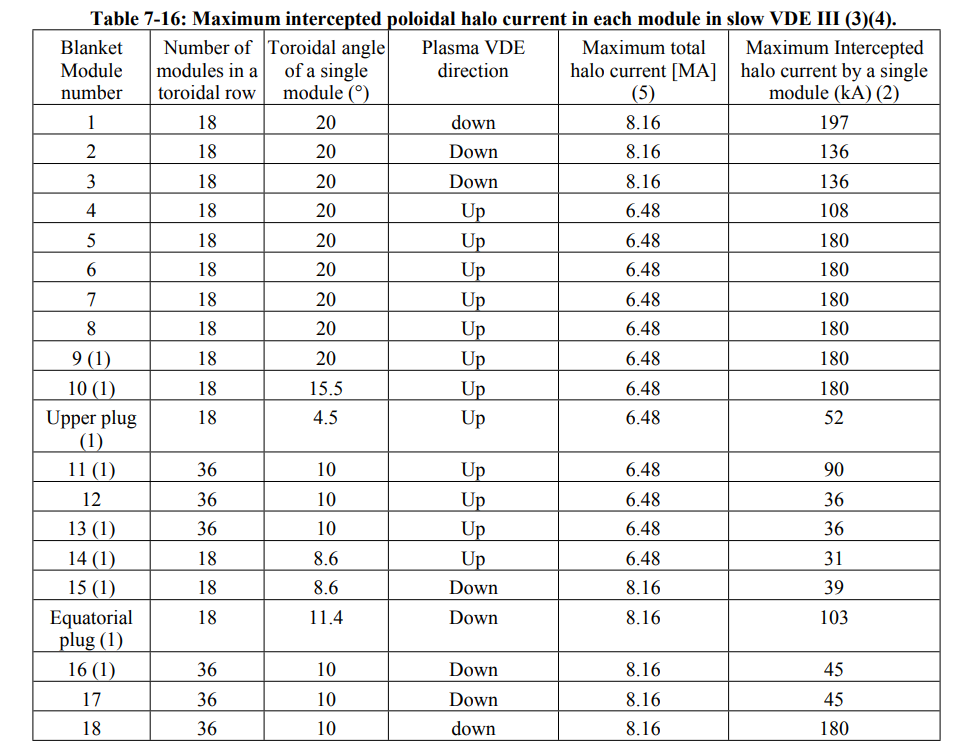 Table 7-16: Maximum intercepted poloidal halo current in each module in slow VDE III (3)(4).
Blanket Module number | Number of modules in a toroidal row | Toroidal angle of a single module (°) | Plasma VDE direction | Maximum total halo current [MA] (5) | Maximum Intercepted halo current by a single module (kA) (2)
1 | 18 | 20 | down | 8.16 | 197
2 | 18 | 20 | Down | 8.16 | 136
3 | 18 | 20 | Down | 8.16 | 136
4 | 18 | 20 | Up | 6.48 | 108
5 | 18 | 20 | Up | 6.48 | 180
6 | 18 | 20 | Up | 6.48 | 180
7 | 18 | 20 | Up | 6.48 | 180
8 | 18 | 20 | Up | 6.48 | 180
9 (1) | 18 | 20 | Up | 6.48 | 180
10 (1) | 18 | 15.5 | Up | 6.48 | 180
Upper plug (1) | 18 | 4.5 | Up | 6.48 | 52
11 (1) | 36 | 10 | Up | 6.48 | 90
12 | 36 | 10 | Up | 6.48 | 36
13 (1) | 36 | 10 | Up | 6.48 | 36
14 (1) | 18 | 8.6 | Up | 6.48 | 31
15 (1) | 18 | 8.6 | Down | 8.16 | 39
Equatorial plug (1) | 18 | 11.4 | Down | 8.16 | 103
16 (1) | 36 | 10 | Down | 8.16 | 45
17 | 36 | 10 | Down | 8.16 | 45
18 | 36 | 10 | down | 8.16 | 180